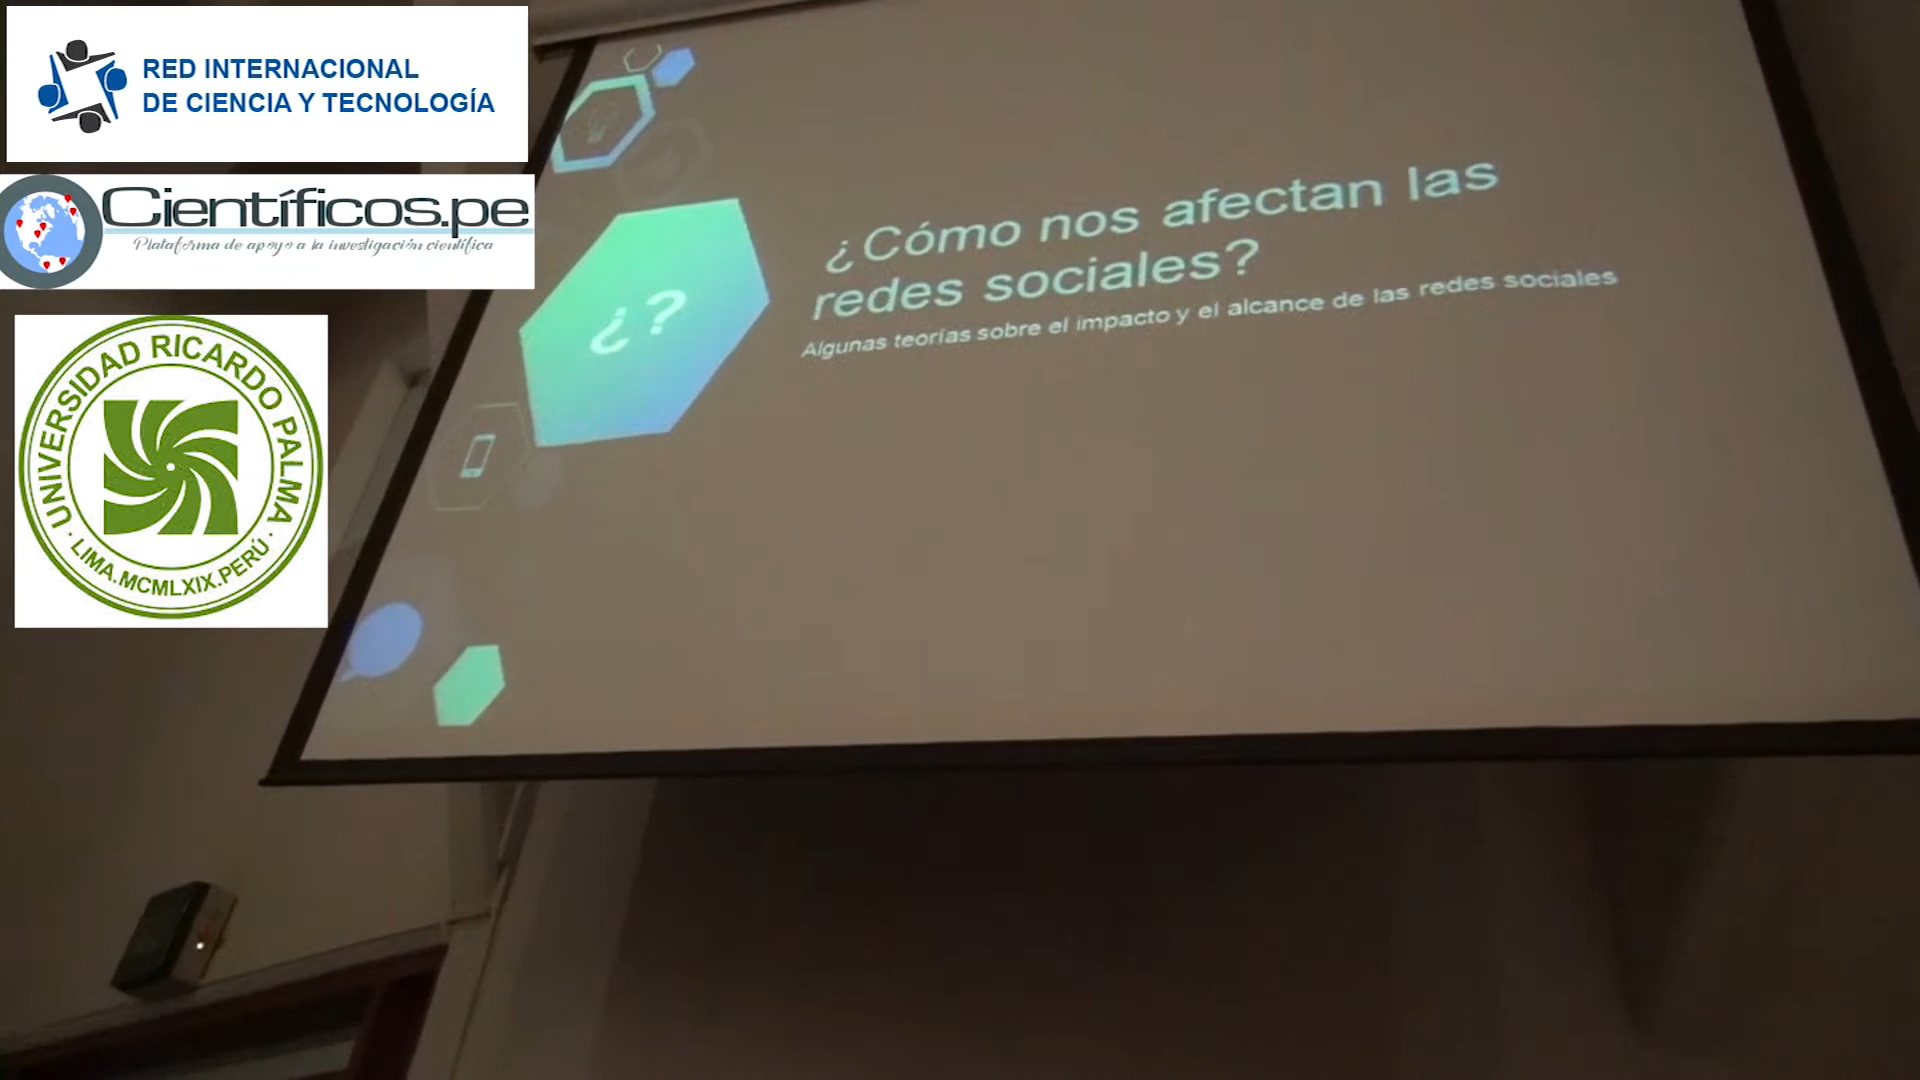 RED INTERNACIONAL
DE CIENCIA Y TECNOLOGÍA
Científicos.pe
Plataforma de apoyo a la investigación científica
UNIVERSIDAD RICARDO PALMA
· LIMA.MCMLXIX.PERÚ ·
¿?
¿Cómo nos afectan las
redes sociales?
Algunas teorías sobre el impacto y el alcance de las redes sociales